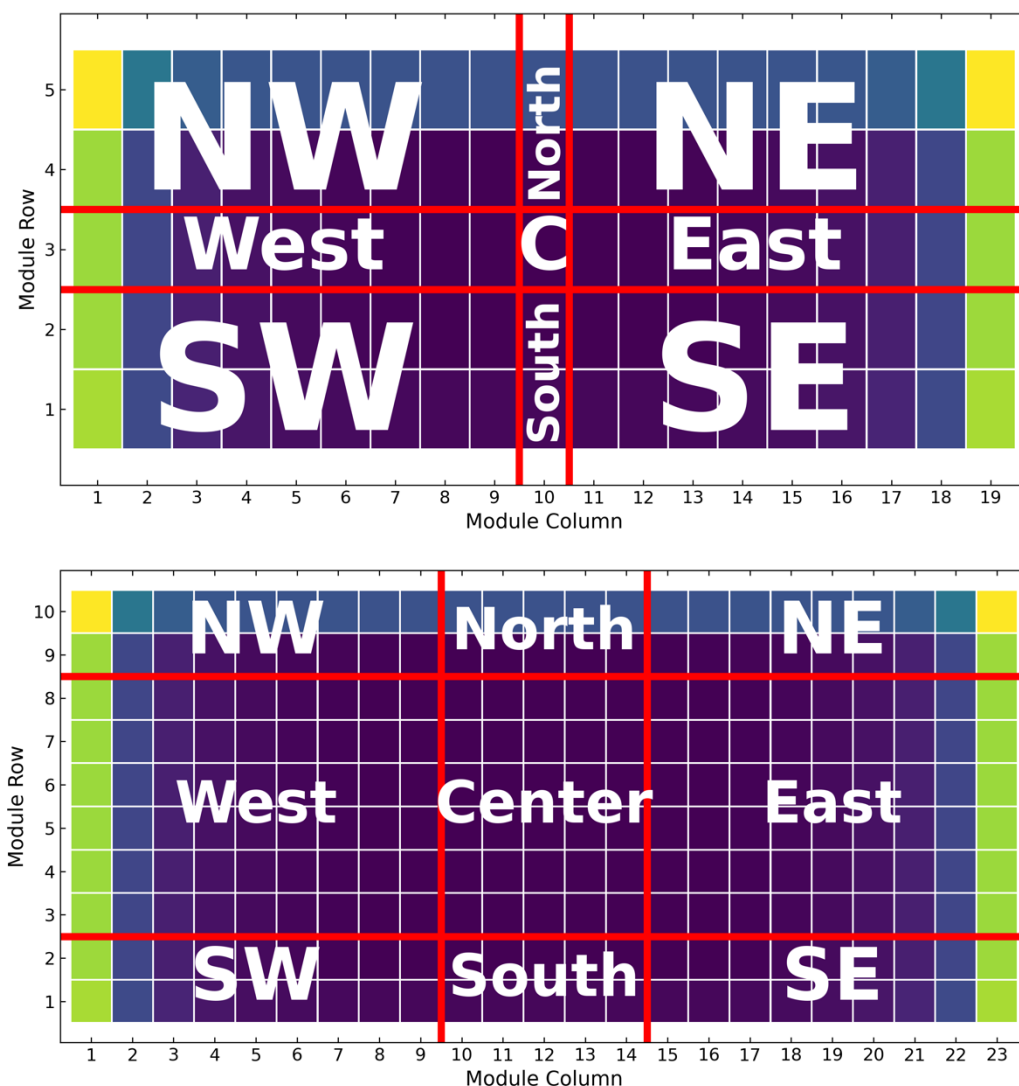 NW North NE
West C East
SW South SE
5
4
3
2
1
Module Row
1 2 3 4 5 6 7 8 9 10 11 12 13 14 15 16 17 18 19
Module Column
NW North NE
West Center East
SW South SE
10
9
8
7
6
5
4
3
2
1
Module Row
1 2 3 4 5 6 7 8 9 10 11 12 13 14 15 16 17 18 19 20 21 22 23
Module Column